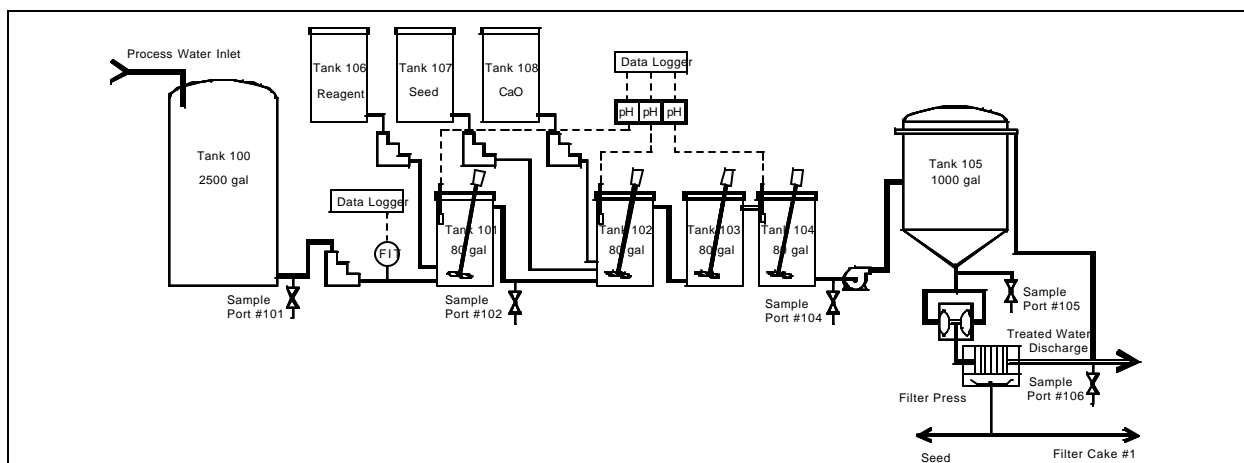 Process Water Inlet
Tank 106
Reagent
Tank 107
Seed
Tank 108
CaO
Data Logger
pH pH pH
Tank 100
2500 gal
Tank 105
1000 gal
Data Logger
FIT
Tank 101
80 gal
Tank 102
80 gal
Tank 103
80 gal
Tank 104
80 gal
Sample
Port #101
Sample
Port #102
Sample
Port #104
Sample
Port #105
Treated Water
Discharge
Filter Press
Sample
Port #106
Seed
Filter Cake #1